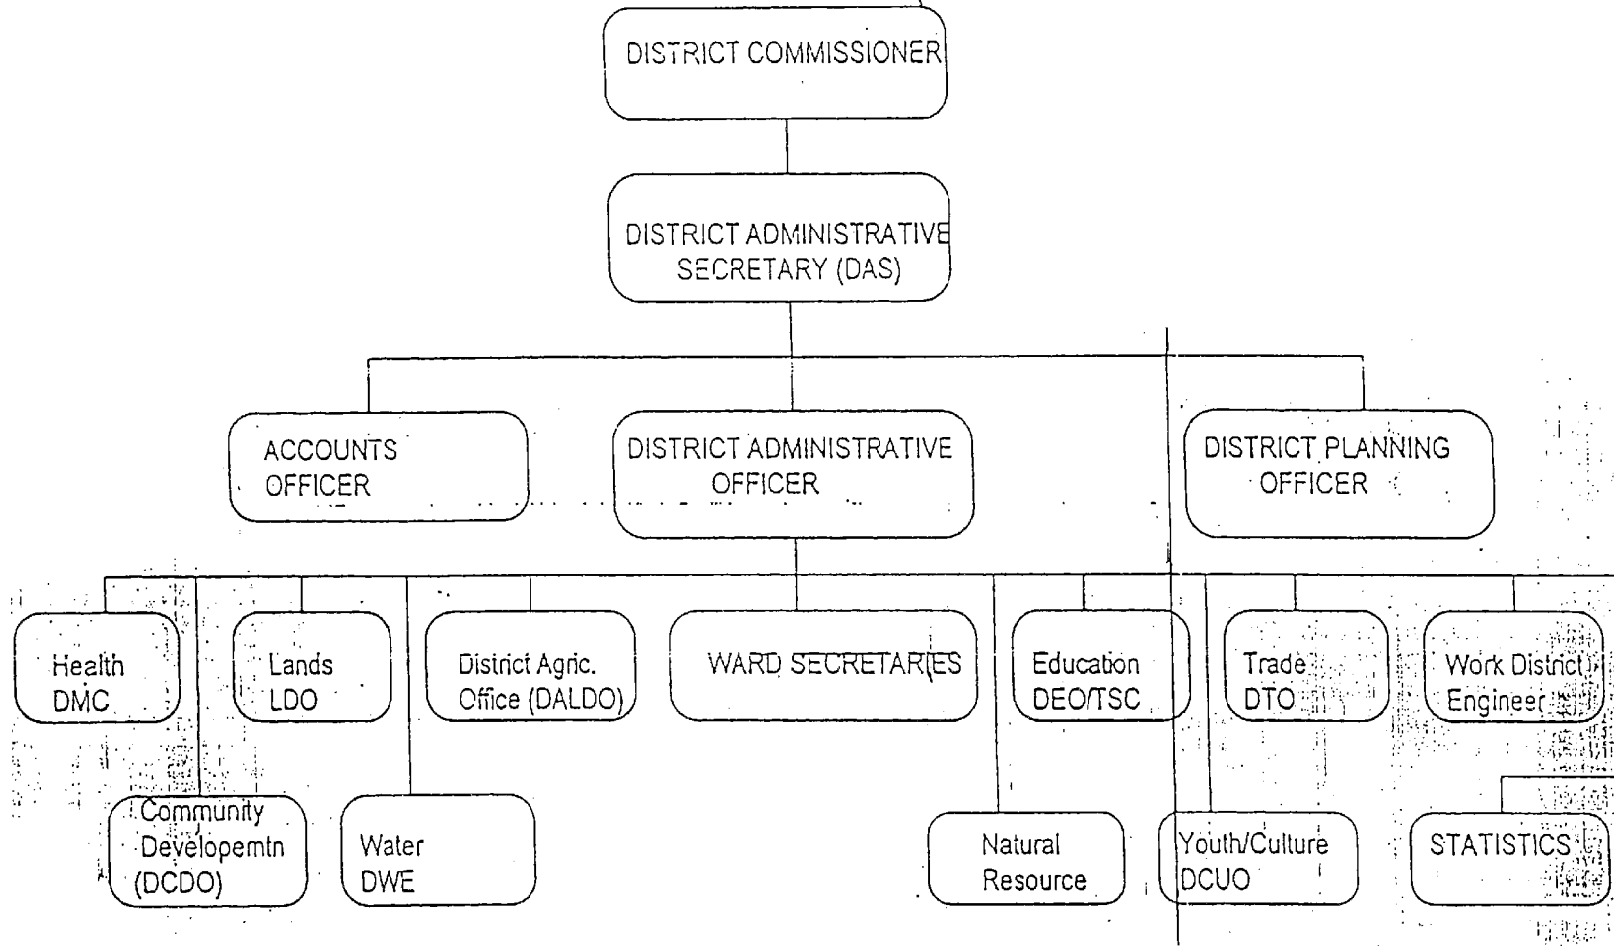 DISTRICT COMMISSIONER
DISTRICT ADMINISTRATIVE
SECRETARY (DAS)
ACCOUNTS
OFFICER
DISTRICT ADMINISTRATIVE
OFFICER
DISTRICT PLANNING
OFFICER
Health
DMC
Lands
LDO
District Agric.
Office (DALDO)
WARD SECRETARIES
Education
DEO/TSC
Trade
DTO
Work District
Engineer
Community
Developemtn
(DCDO)
Water
DWE
Natural
Resource
Youth/Culture
DCUO
STATISTICS